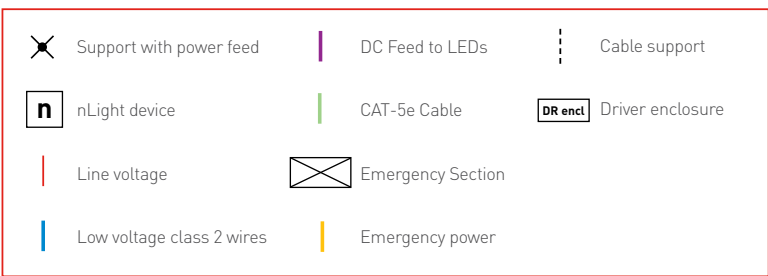 Support with power feed
DC Feed to LEDs
Cable support
n
nLight device
CAT-5e Cable
DR encl
Driver enclosure
Line voltage
Emergency Section
Low voltage class 2 wires
Emergency power